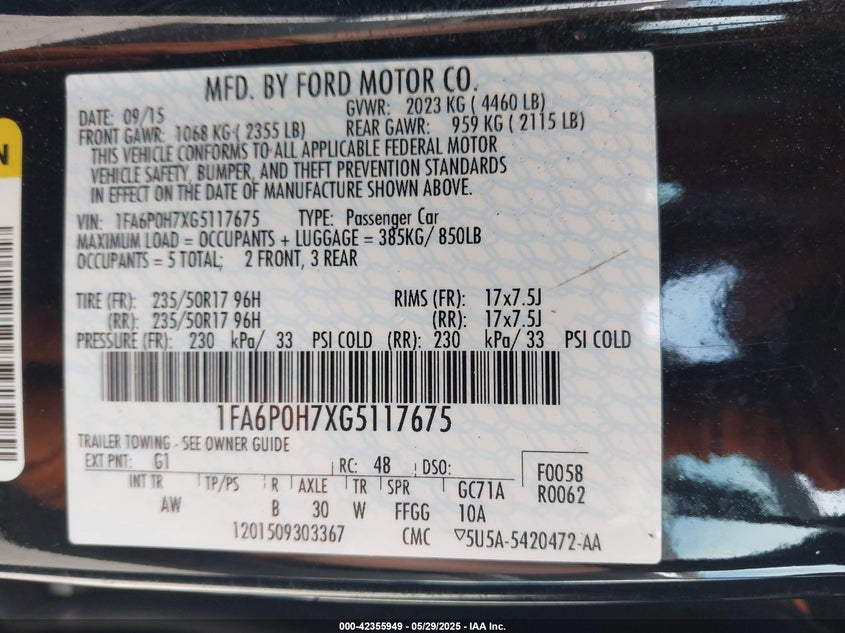 MFD. BY FORD MOTOR CO.
DATE: 09/15 GVWR: 2023 KG ( 4460 LB)
FRONT GAWR: 1068 KG ( 2355 LB) REAR GAWR: 959 KG ( 2115 LB)
THIS VEHICLE CONFORMS TO ALL APPLICABLE FEDERAL MOTOR
VEHICLE SAFETY, BUMPER, AND THEFT PREVENTION STANDARDS
IN EFFECT ON THE DATE OF MANUFACTURE SHOWN ABOVE.
VIN: 1FA6P0H7XG5117675 TYPE: Passenger Car
MAXIMUM LOAD = OCCUPANTS + LUGGAGE = 385KG/ 850LB
OCCUPANTS = 5 TOTAL; 2 FRONT, 3 REAR
TIRE (FR): 235/50R17 96H RIMS (FR): 17x7.5J
(RR): 235/50R17 96H (RR): 17x7.5J
PRESSURE (FR): 230 kPa/ 33 PSI COLD (RR): 230 kPa/ 33 PSI COLD
1FA6P0H7XG5117675
TRAILER TOWING - SEE OWNER GUIDE
EXT PNT: G1 RC: 48 DSO: F0058
INT TR TP/PS R AXLE TR SPR GC71A R0062
AW B 30 W FFGG 10A
1201509303367 CMC ▽5U5A-5420472-AA
N
000-42355949 - 05/29/2025 - IAA Inc.